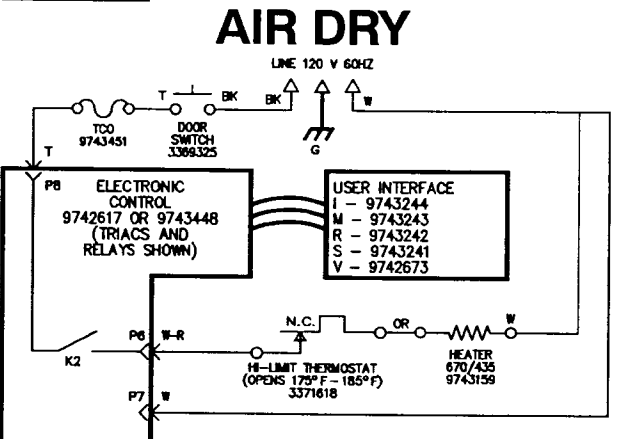 AIR DRY
LINE 120 V 60HZ
T
BK
BK
W
TCO
9743451
DOOR
SWITCH
3369325
G
T
P8
ELECTRONIC
CONTROL
9742617 OR 9743448
(TRIACS AND
RELAYS SHOWN)
USER INTERFACE
I - 9743244
M - 9743243
R - 9743242
S - 9743241
V - 9742673
K2
P6
W-R
N.C.
OR
W
HI-LIMIT THERMOSTAT
(OPENS 175°F-185°F)
3371618
HEATER
670/435
9743159
P7
W